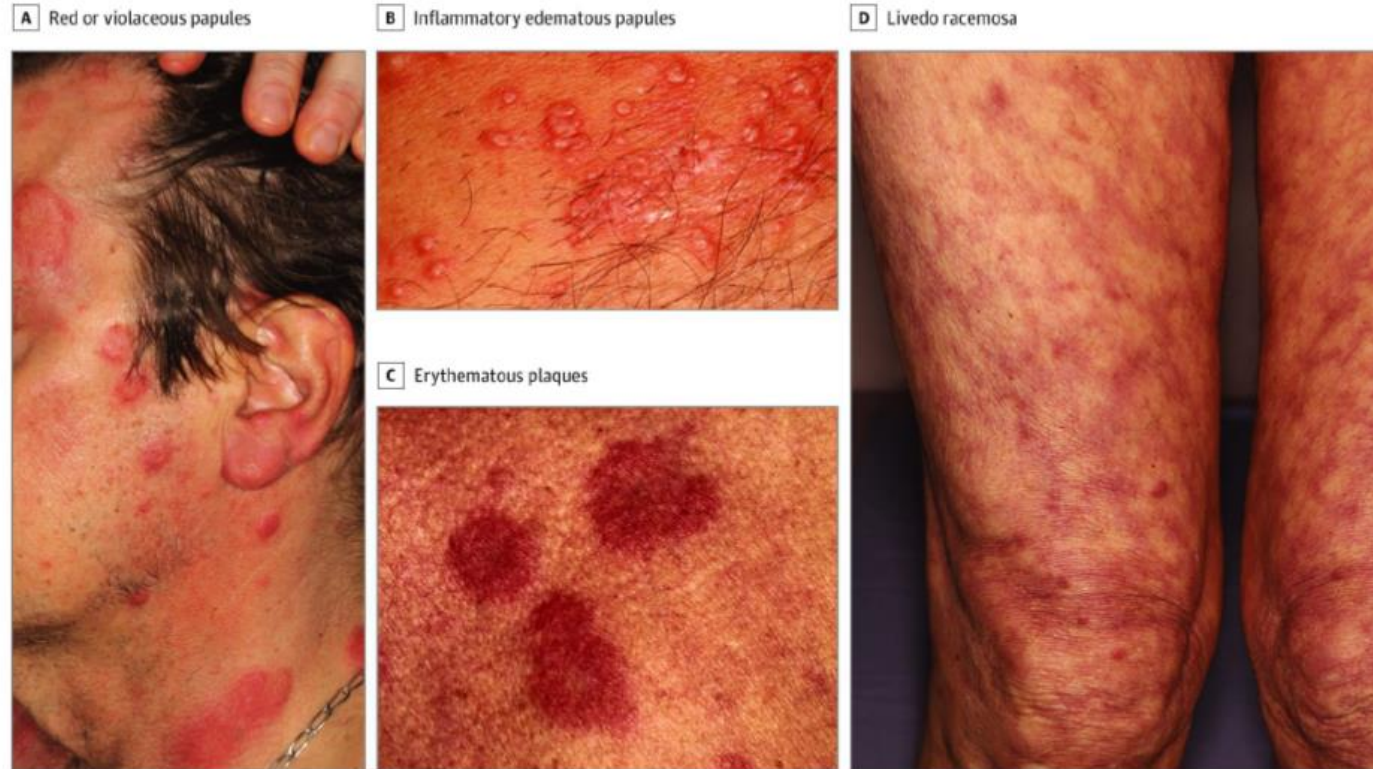 A Red or violaceous papules
B Inflammatory edematous papules
D Livedo racemosa
C Erythematous plaques